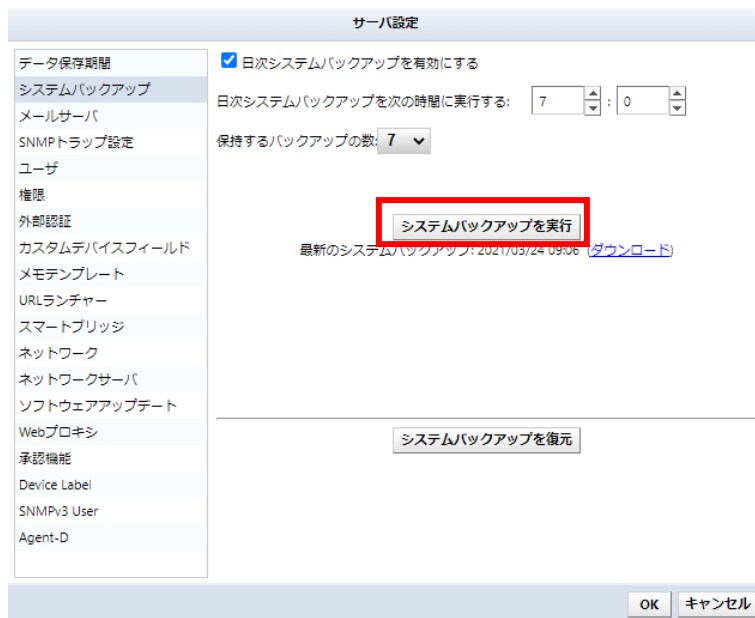 サーバ設定
データ保存期間
システムバックアップ
メールサーバ
SNMPトラップ設定
ユーザ
権限
外部認証
カスタムデバイスフィールド
メモテンプレート
URLランチャー
スマートブリッジ
ネットワーク
ネットワークサーバ
ソフトウェアアップデート
Webプロキシ
承認機能
Device Label
SNMPv3 User
Agent-D
日次システムバックアップを有効にする
日次システムバックアップを次の時間に実行する: 7 : 0
保持するバックアップの数: 7
システムバックアップを実行
最新のシステムバックアップ: 2021/03/24 09:06 (ダウンロード)
システムバックアップを復元
OK キャンセル